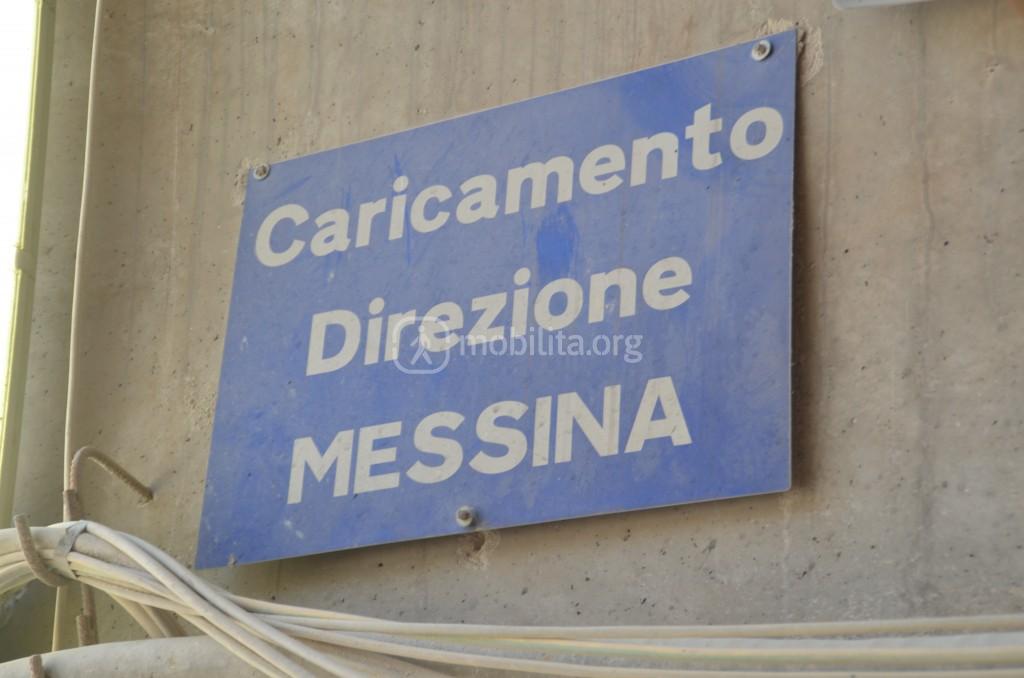 Caricamento
Direzione
mobilita.org
MESSINA